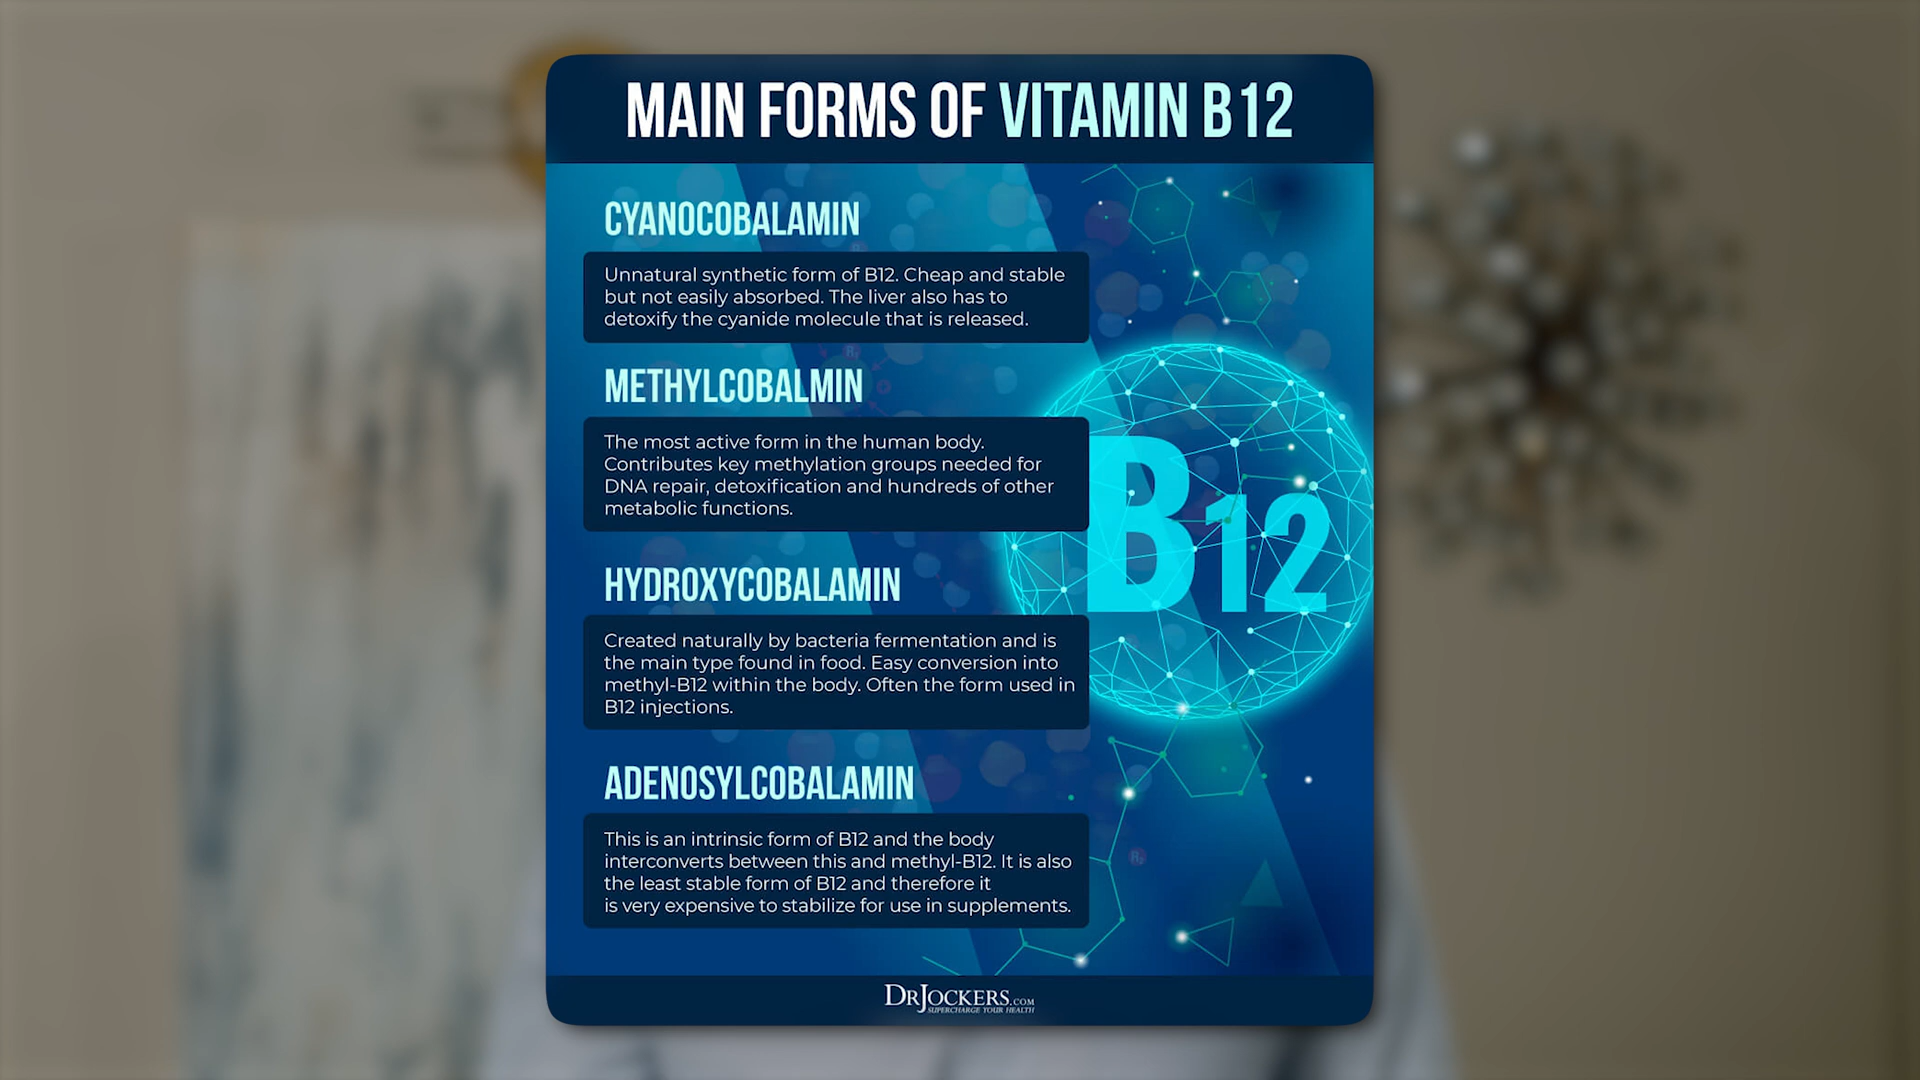 MAIN FORMS OF VITAMIN B12
CYANOCOBALAMIN
Unnatural synthetic form of B12. Cheap and stable
but not easily absorbed. The liver also has to
detoxify the cyanide molecule that is released.
METHYLCOBALMIN
The most active form in the human body.
Contributes key methylation groups needed for
DNA repair, detoxification and hundreds of other
metabolic functions.
HYDROXYCOBALAMIN
Created naturally by bacteria fermentation and is
the main type found in food. Easy conversion into
methyl-B12 within the body. Often the form used in
B12 injections.
ADENOSYLCOBALAMIN
This is an intrinsic form of B12 and the body
interconverts between this and methyl-B12. It is also
the least stable form of B12 and therefore it
is very expensive to stabilize for use in supplements.
B12
DRJOCKERS.COM
SUPERCHARGE YOUR HEALTH